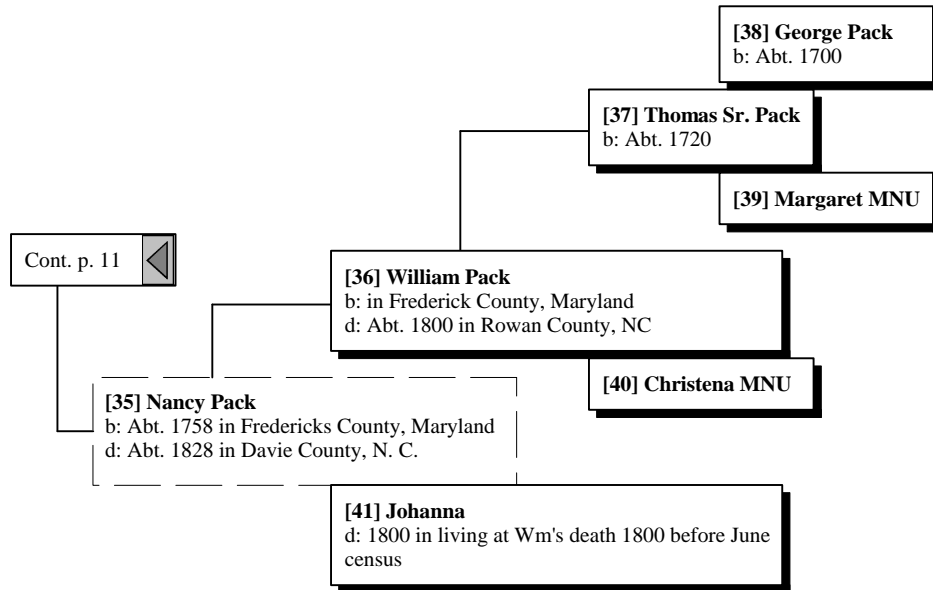 [38] George Pack
b: Abt. 1700
[37] Thomas Sr. Pack
b: Abt. 1720
[39] Margaret MNU
Cont. p. 11
[36] William Pack
b: in Frederick County, Maryland
d: Abt. 1800 in Rowan County, NC
[40] Christena MNU
[35] Nancy Pack
b: Abt. 1758 in Fredericks County, Maryland
d: Abt. 1828 in Davie County, N. C.
[41] Johanna
d: 1800 in living at Wm's death 1800 before June
census